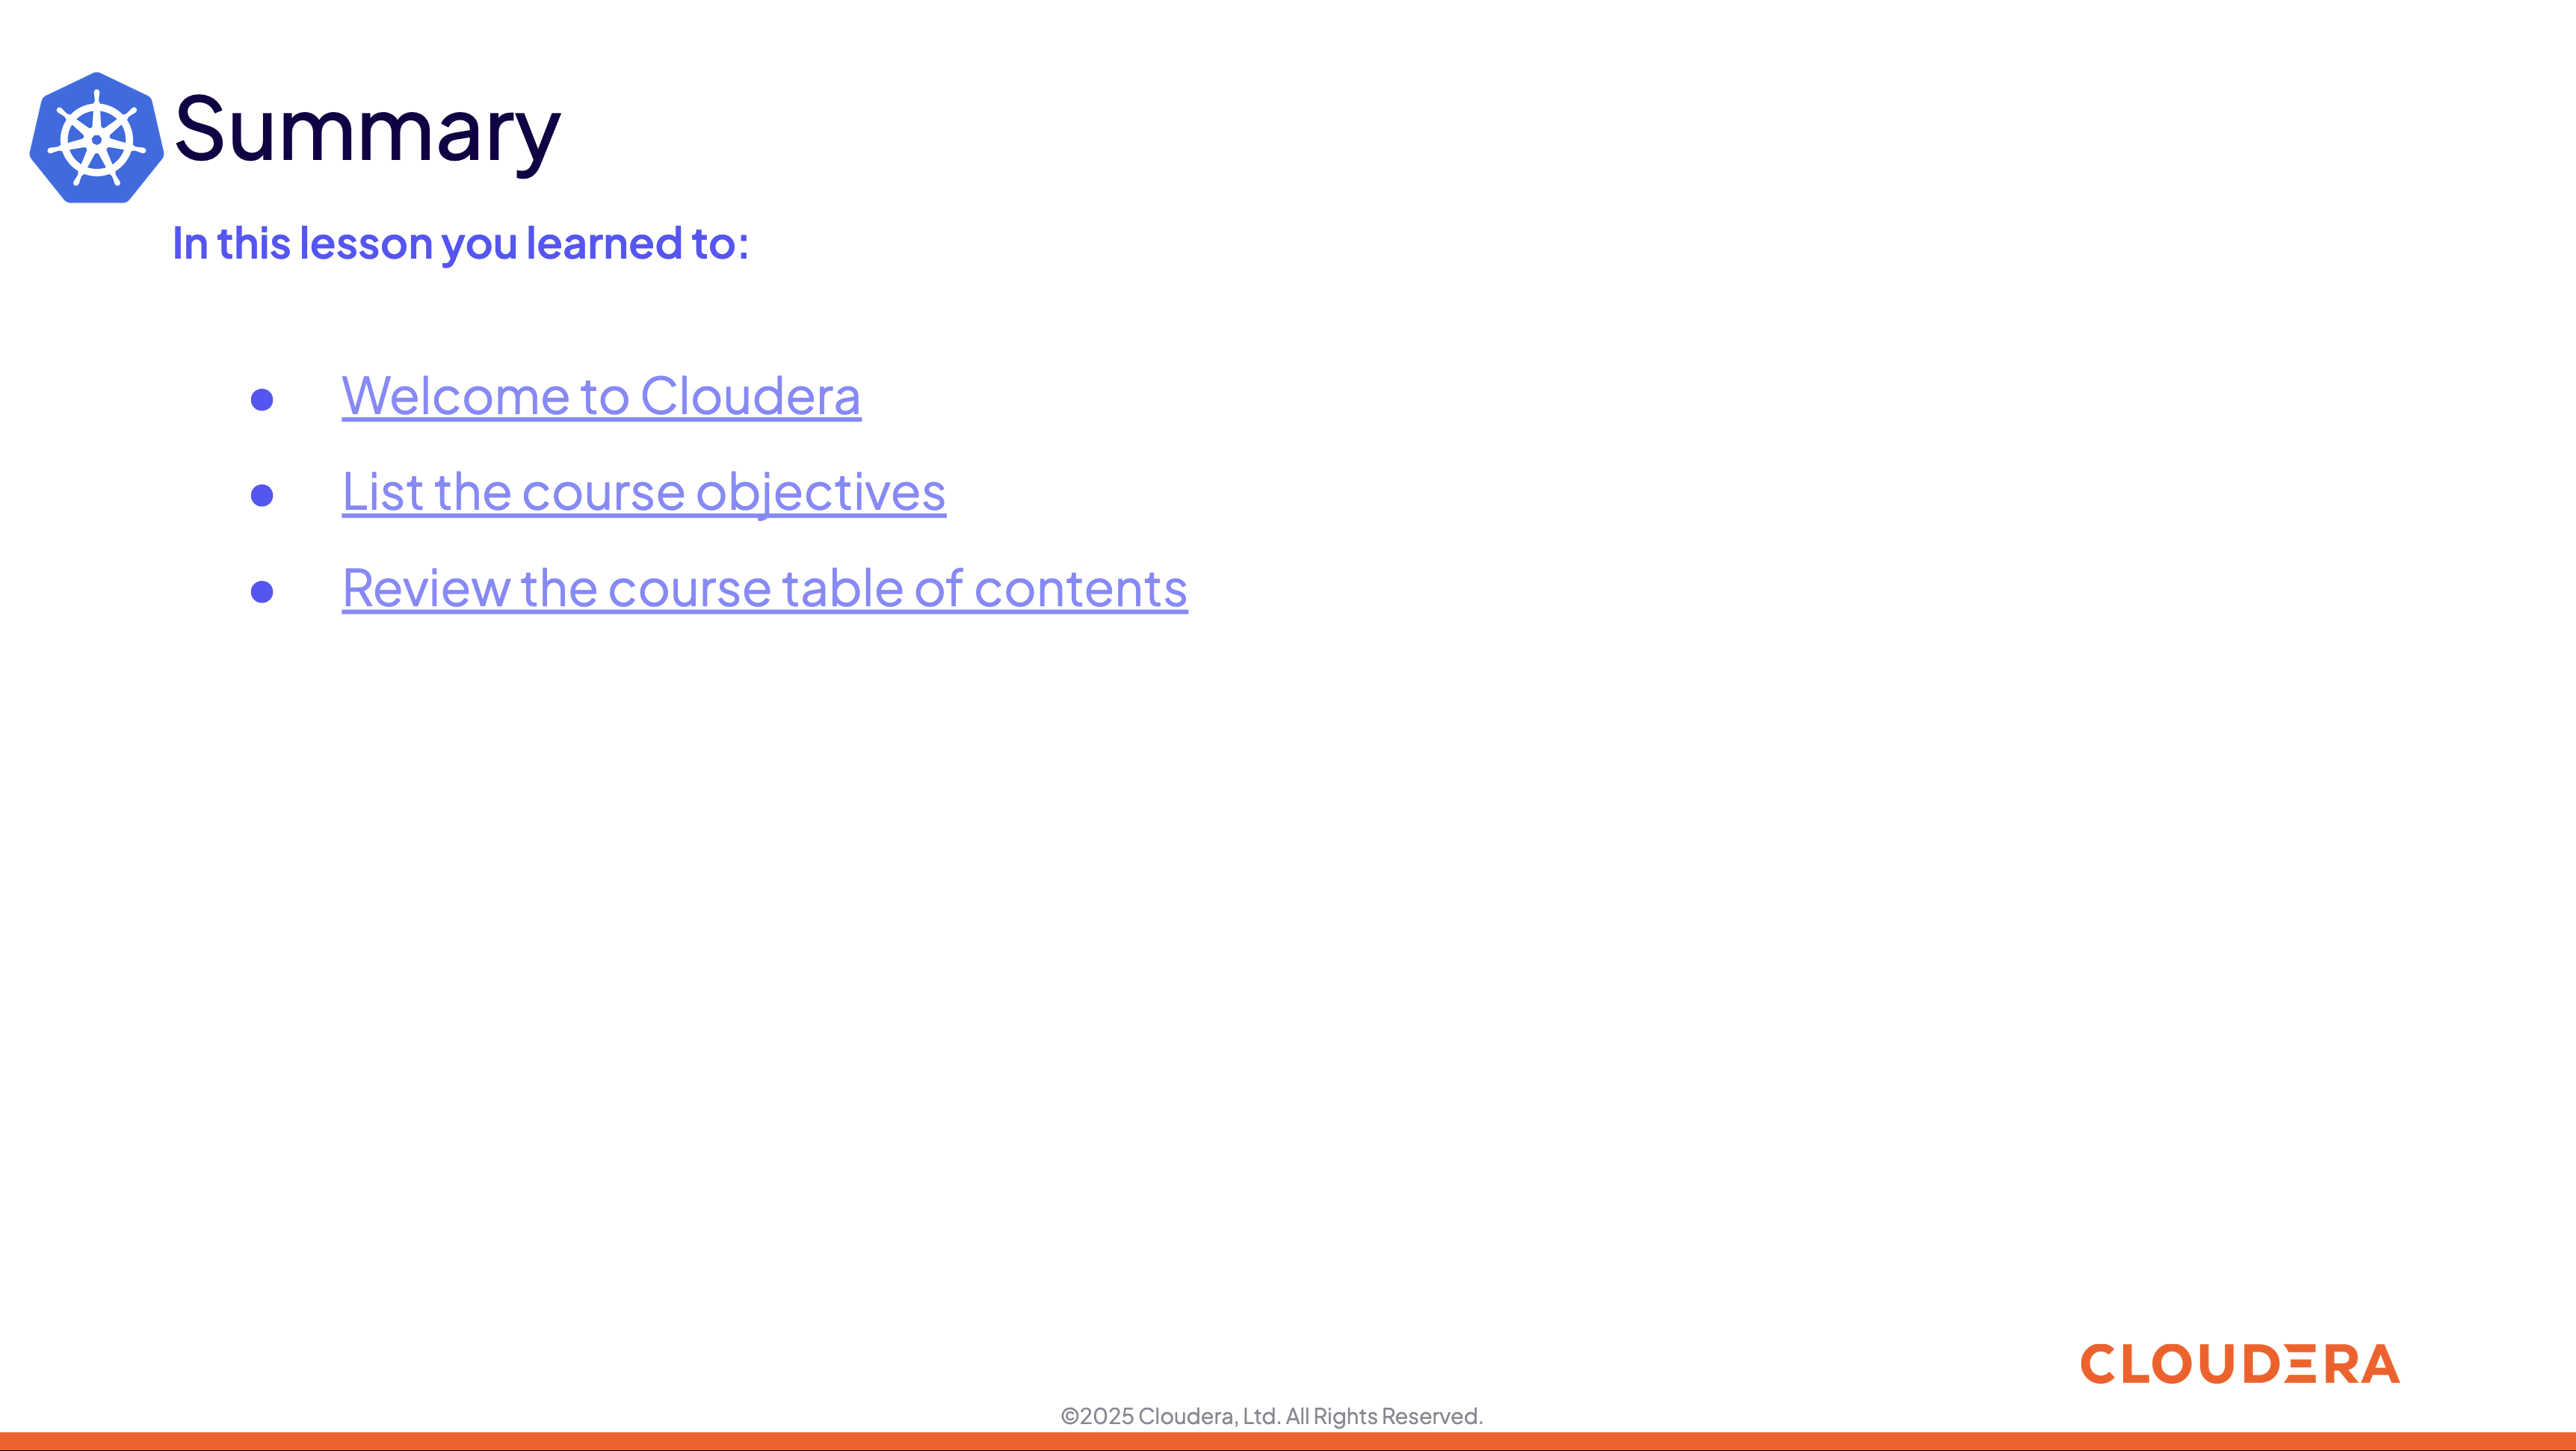 Summary
In this lesson you learned to:
● Welcome to Cloudera
● List the course objectives
● Review the course table of contents
CLOUDERA
©2025 Cloudera, Ltd. All Rights Reserved.